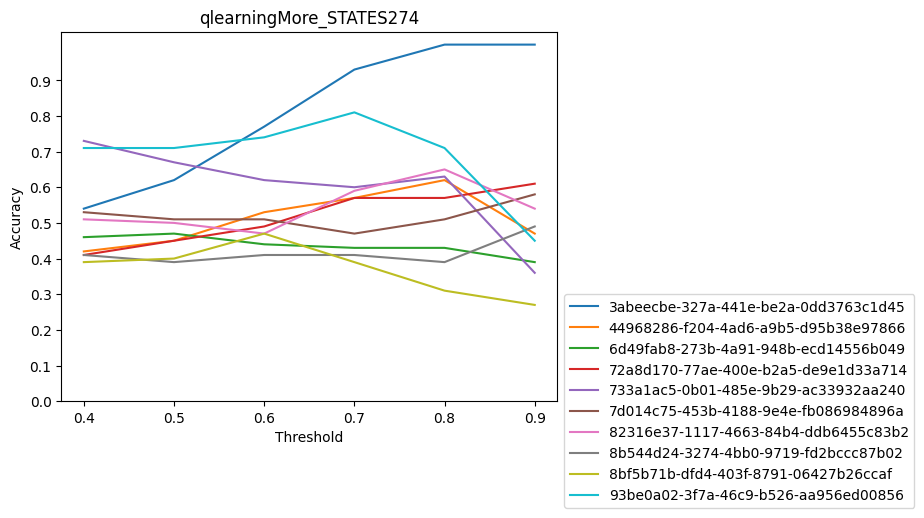 qlearningMore_STATES274
Accuracy
0.9
0.8
0.7
0.6
0.5
0.4
0.3
0.2
0.1
0.0
0.4 0.5 0.6 0.7 0.8 0.9
Threshold
3abeecbe-327a-441e-be2a-0dd3763c1d45
44968286-f204-4ad6-a9b5-d95b38e97866
6d49fab8-273b-4a91-948b-ecd14556b049
72a8d170-77ae-400e-b2a5-de9e1d33a714
733a1ac5-0b01-485e-9b29-ac33932aa240
7d014c75-453b-4188-9e4e-fb086984896a
82316e37-1117-4663-84b4-ddb6455c83b2
8b544d24-3274-4bb0-9719-fd2bccc87b02
8bf5b71b-dfd4-403f-8791-06427b26ccaf
93be0a02-3f7a-46c9-b526-aa956ed00856